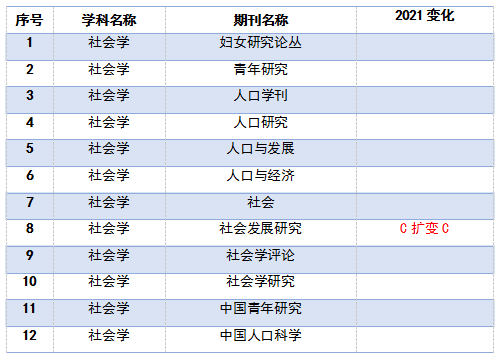 序号 学科名称 期刊名称 2021变化
1 社会学 妇女研究论丛
2 社会学 青年研究
3 社会学 人口学刊
4 社会学 人口研究
5 社会学 人口与发展
6 社会学 人口与经济
7 社会学 社会
8 社会学 社会发展研究 C扩变C
9 社会学 社会学评论
10 社会学 社会学研究
11 社会学 中国青年研究
12 社会学 中国人口科学